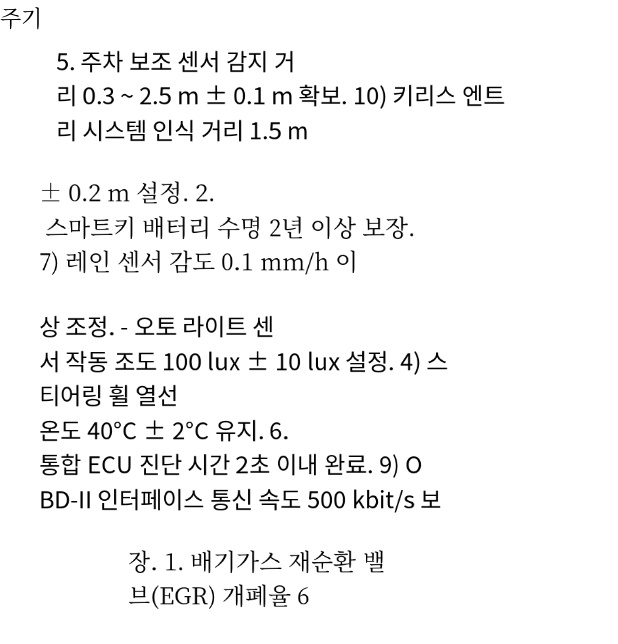 주기
5. 주차 보조 센서 감지 거
리 0.3 ~ 2.5 m ± 0.1 m 확보. 10) 키리스 엔트
리 시스템 인식 거리 1.5 m
± 0.2 m 설정. 2.
스마트키 배터리 수명 2년 이상 보장.
7) 레인 센서 감도 0.1 mm/h 이
상 조정. - 오토 라이트 센
서 작동 조도 100 lux ± 10 lux 설정. 4) 스
티어링 휠 열선
온도 40°C ± 2°C 유지. 6.
통합 ECU 진단 시간 2초 이내 완료. 9) O
BD-II 인터페이스 통신 속도 500 kbit/s 보
장. 1. 배기가스 재순환 밸
브(EGR) 개폐율 6